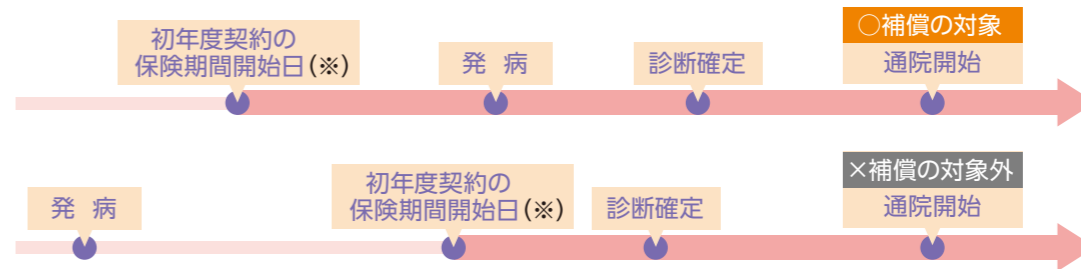 ○補償の対象
初年度契約の
保険期間開始日(※)
発 病
診断確定
通院開始
×補償の対象外
発 病
初年度契約の
保険期間開始日(※)
診断確定
通院開始